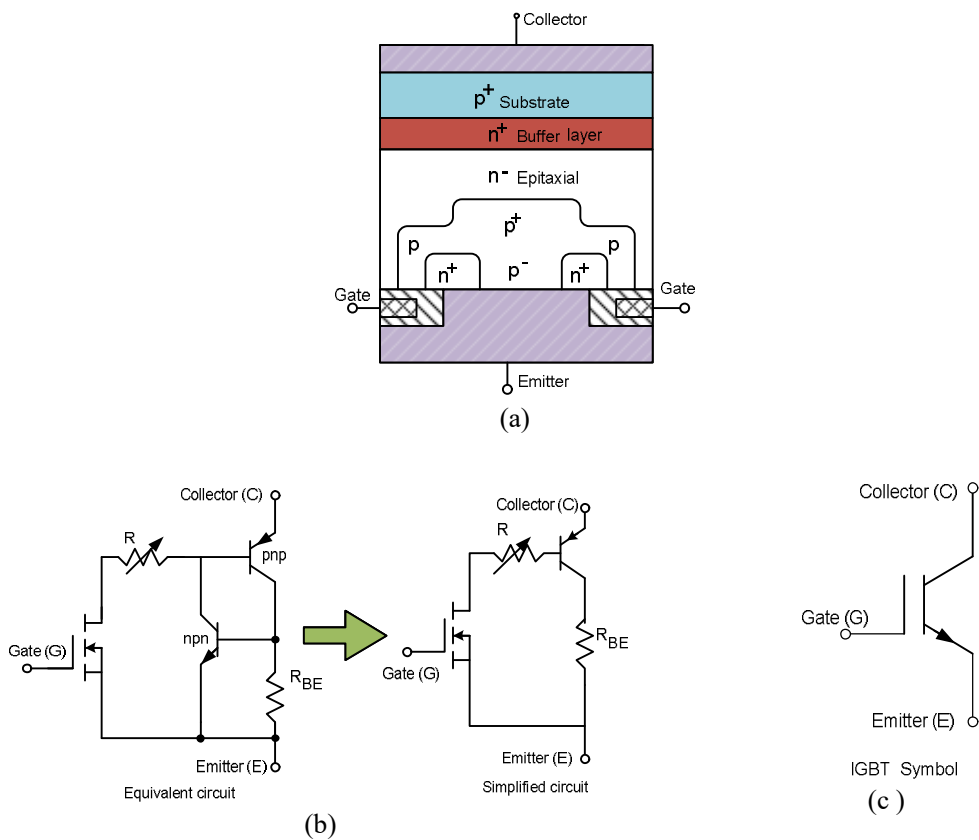 Collector
p+ Substrate
n+ Buffer layer
n- Epitaxial
p+
p p
n+ p- n+
Gate Gate
Emitter
(a)
Collector (C)
R
pnp
npn
Gate (G)
RBE
Emitter (E)
Equivalent circuit
Collector (C)
R
RBE
Gate (G)
Emitter (E)
Simplified circuit
(b)
Collector (C)
Gate (G)
Emitter (E)
IGBT Symbol
(c )